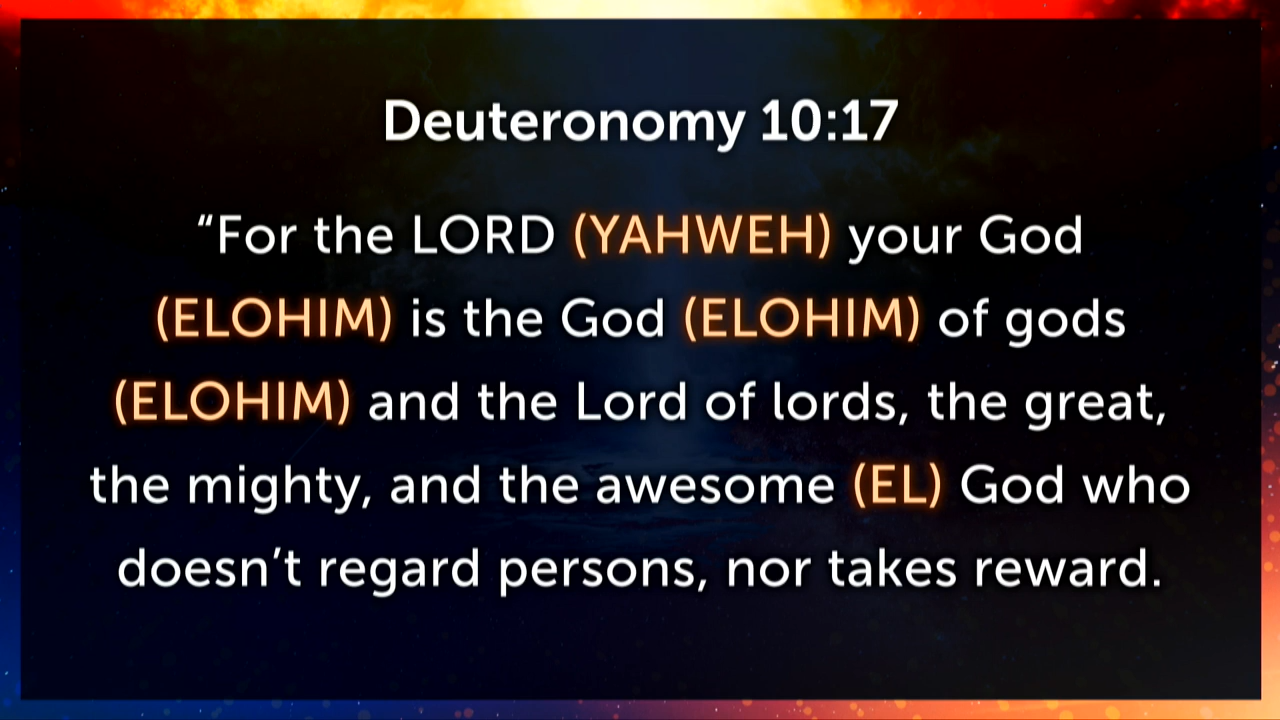 Deuteronomy 10:17
“For the LORD (YAHWEH) your God
(ELOHIM) is the God (ELOHIM) of gods
(ELOHIM) and the Lord of lords, the great,
the mighty, and the awesome (EL) God who
doesn’t regard persons, nor takes reward.